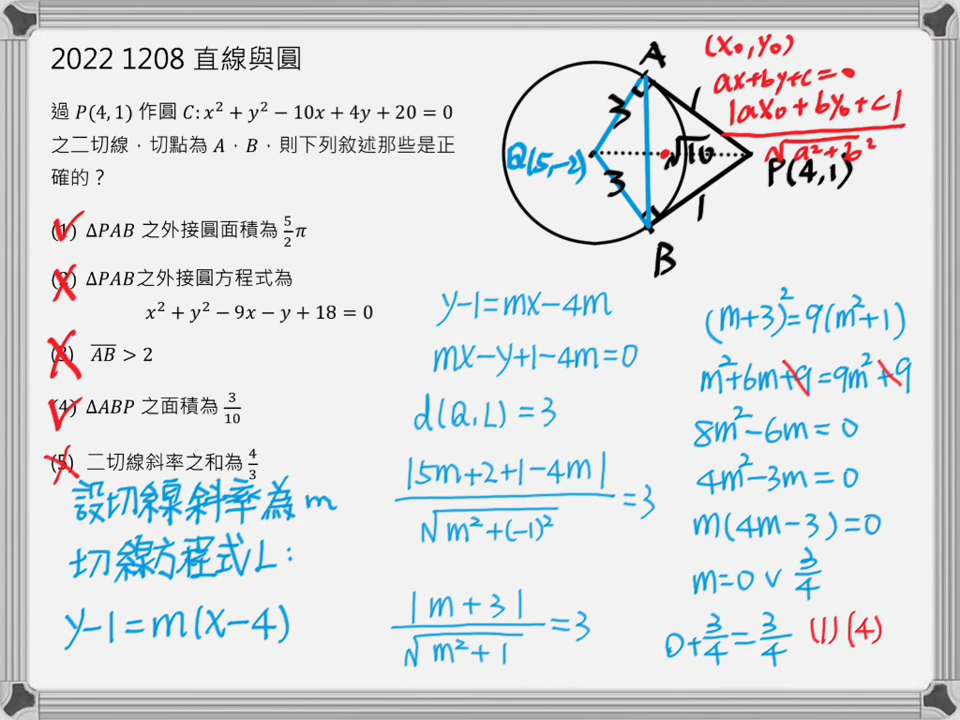 2022 1208 直線與圓
過 P(4, 1) 作圓 C: x² + y² − 10x + 4y + 20 = 0
之二切線，切點為 A，B，則下列敘述那些是正
確的？
(1) ΔPAB 之外接圓面積為 5/2 π
(2) ΔPAB之外接圓方程式為
x² + y² − 9x − y + 18 = 0
(3) AB > 2
(4) ΔABP 之面積為 3/10
(5) 二切線斜率之和為 4/3
設切線斜率為 m
切線方程式 L：
y-1=m(x-4)
A
3
1
Q(5,-2)
√10
3
1
P(4,1)
B
(x₀,y₀)
ax+by+c=0
|ax₀+by₀+c|
√a²+b²
y-1=mx-4m
mx-y+1-4m=0
d(Q,L)=3
|5m+2+1-4m| / √m²+(-1)² =3
|m+3| / √m²+1 =3
(m+3)²=9(m²+1)
m²+6m+9=9m²+9
8m²-6m=0
4m²-3m=0
m(4m-3)=0
m=0 ∨ 3/4
0+3/4=3/4 (1)(4)